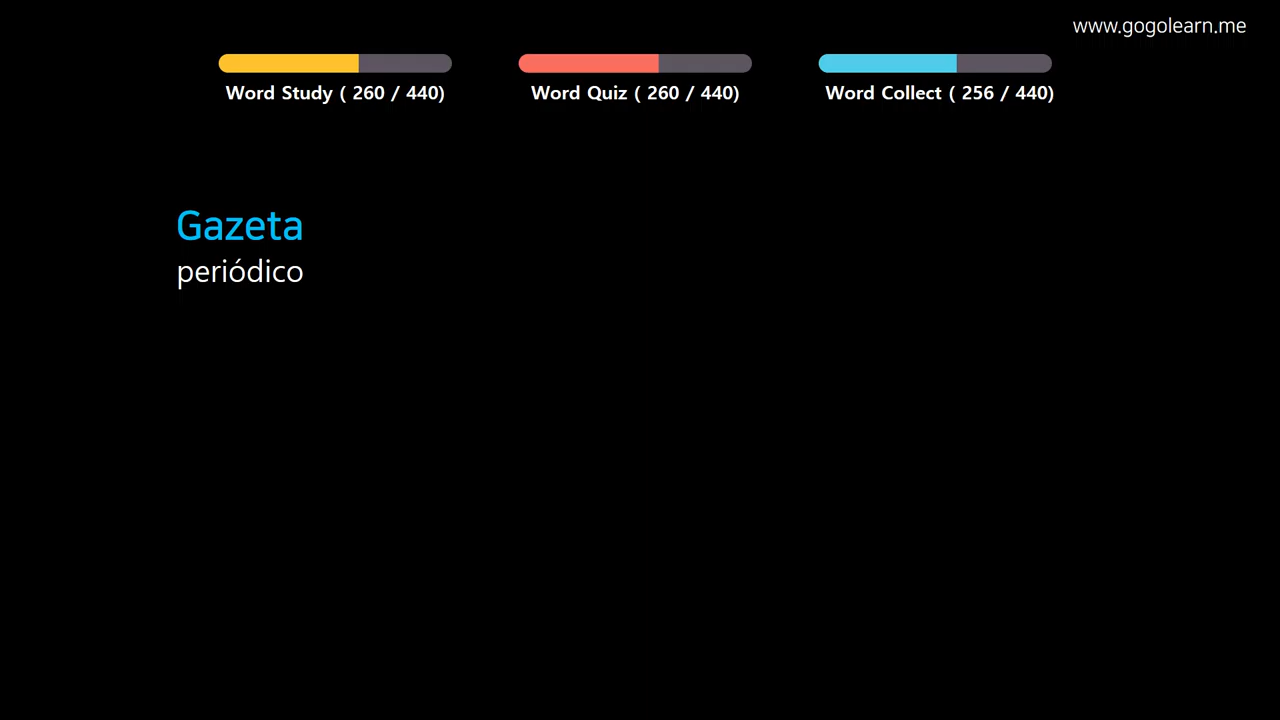 www.gogolearn.me
Word Study ( 260 / 440)
Word Quiz ( 260 / 440)
Word Collect ( 256 / 440)
Gazeta
periódico